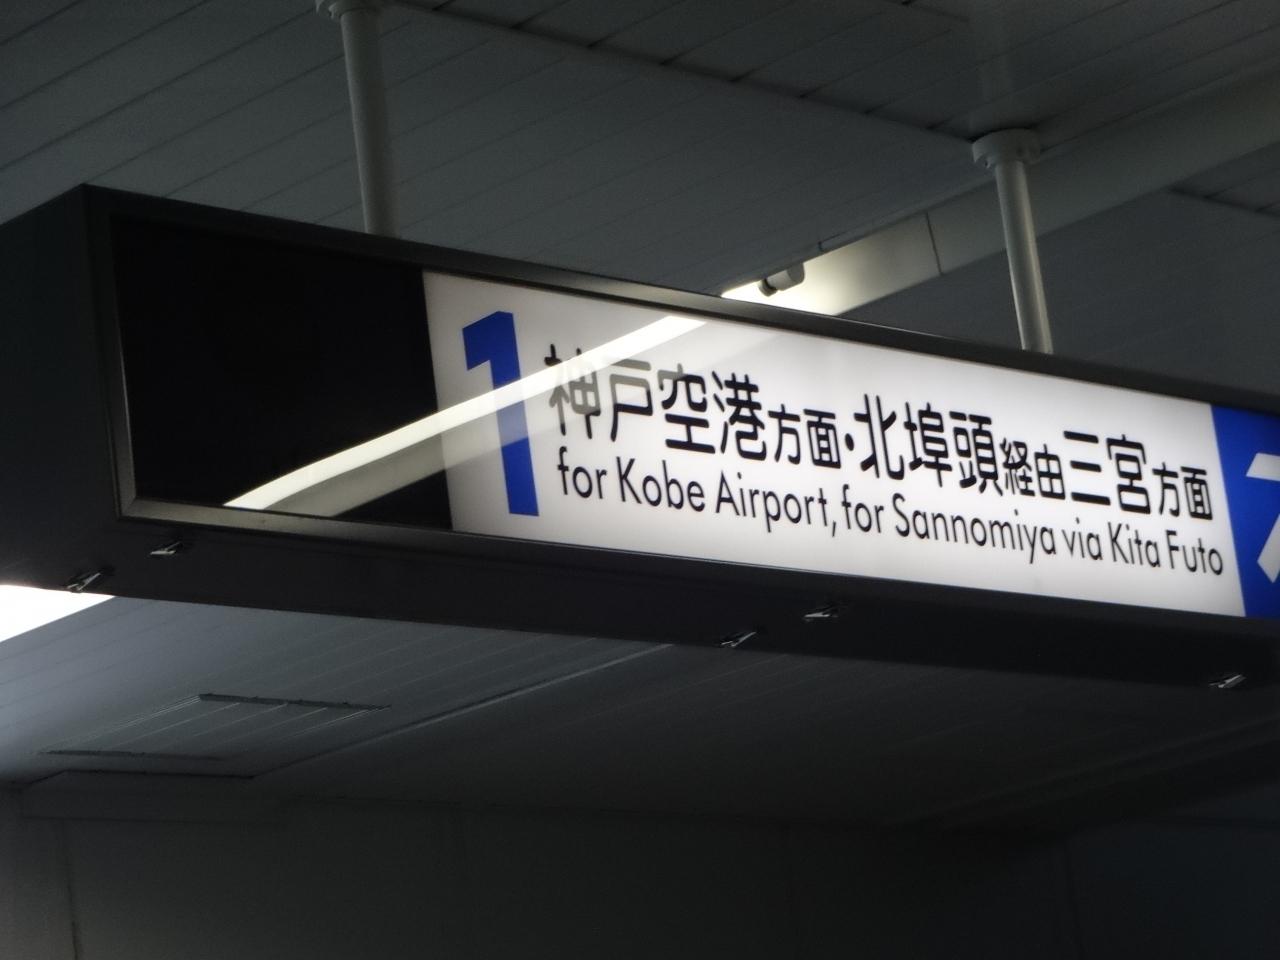 1
神戸空港方面・北埠頭経由三宮方面
for Kobe Airport, for Sannomiya via Kita Futo